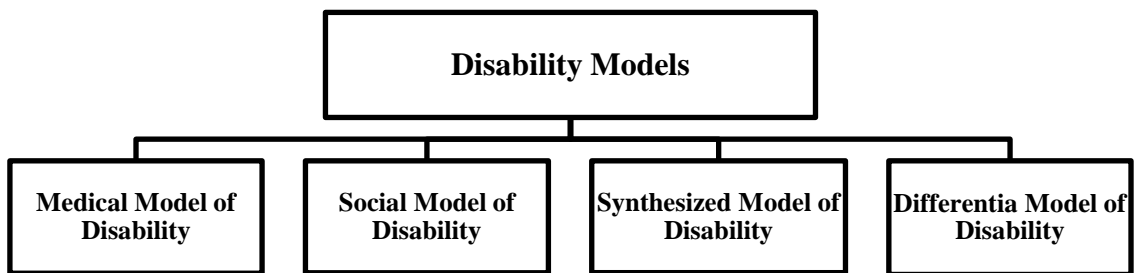 Disability Models
Medical Model of
Disability
Social Model of
Disability
Synthesized Model of
Disability
Differentia Model of
Disability